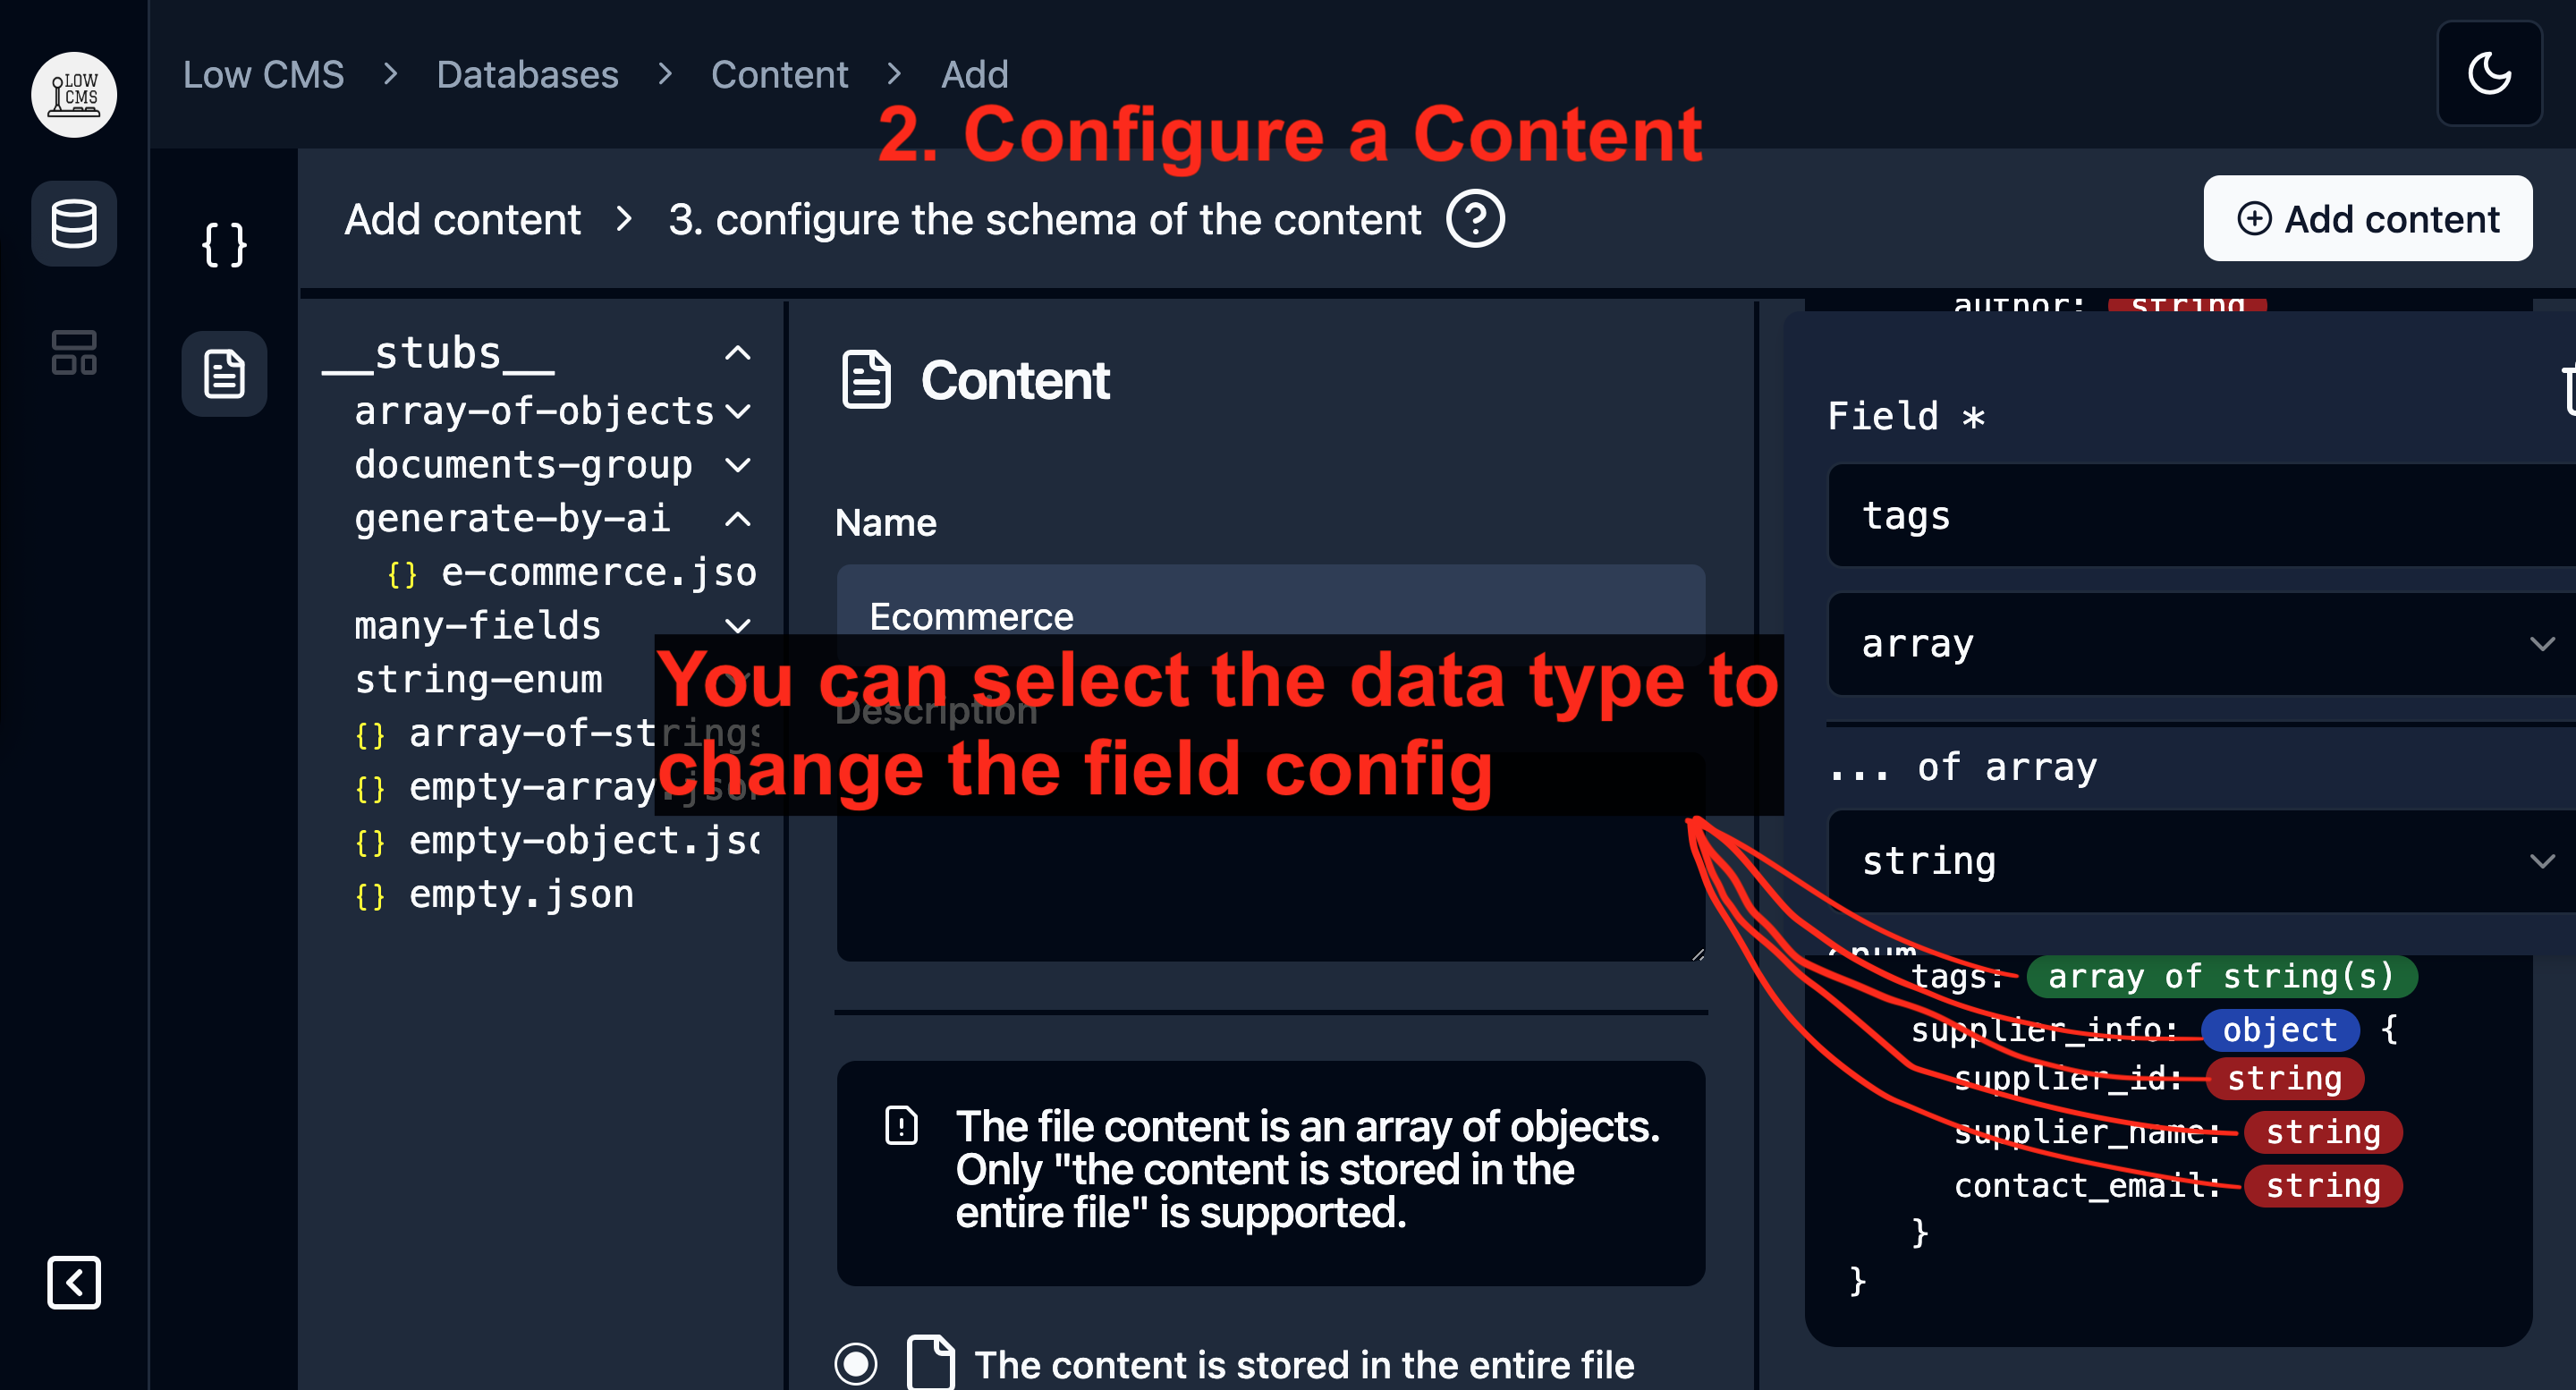 LOW
CMS
Low CMS > Databases > Content > Add
2. Configure a Content
Add content > 3. configure the schema of the content ?
Add content
{}
__stubs__
array-of-objects
documents-group
generate-by-ai
{} e-commerce.jso
many-fields
string-enum
{} array-of-strings
{} empty-array.json
{} empty-object.jsc
{} empty.json
Content
Name
Ecommerce
Description
You can select the data type to
change the field config
The file content is an array of objects.
Only "the content is stored in the
entire file" is supported.
The content is stored in the entire file
author: string
Field *
tags
array
... of array
string
enum
tags: array of string(s)
supplier_info: object {
supplier_id: string
supplier_name: string
contact_email: string
}
}